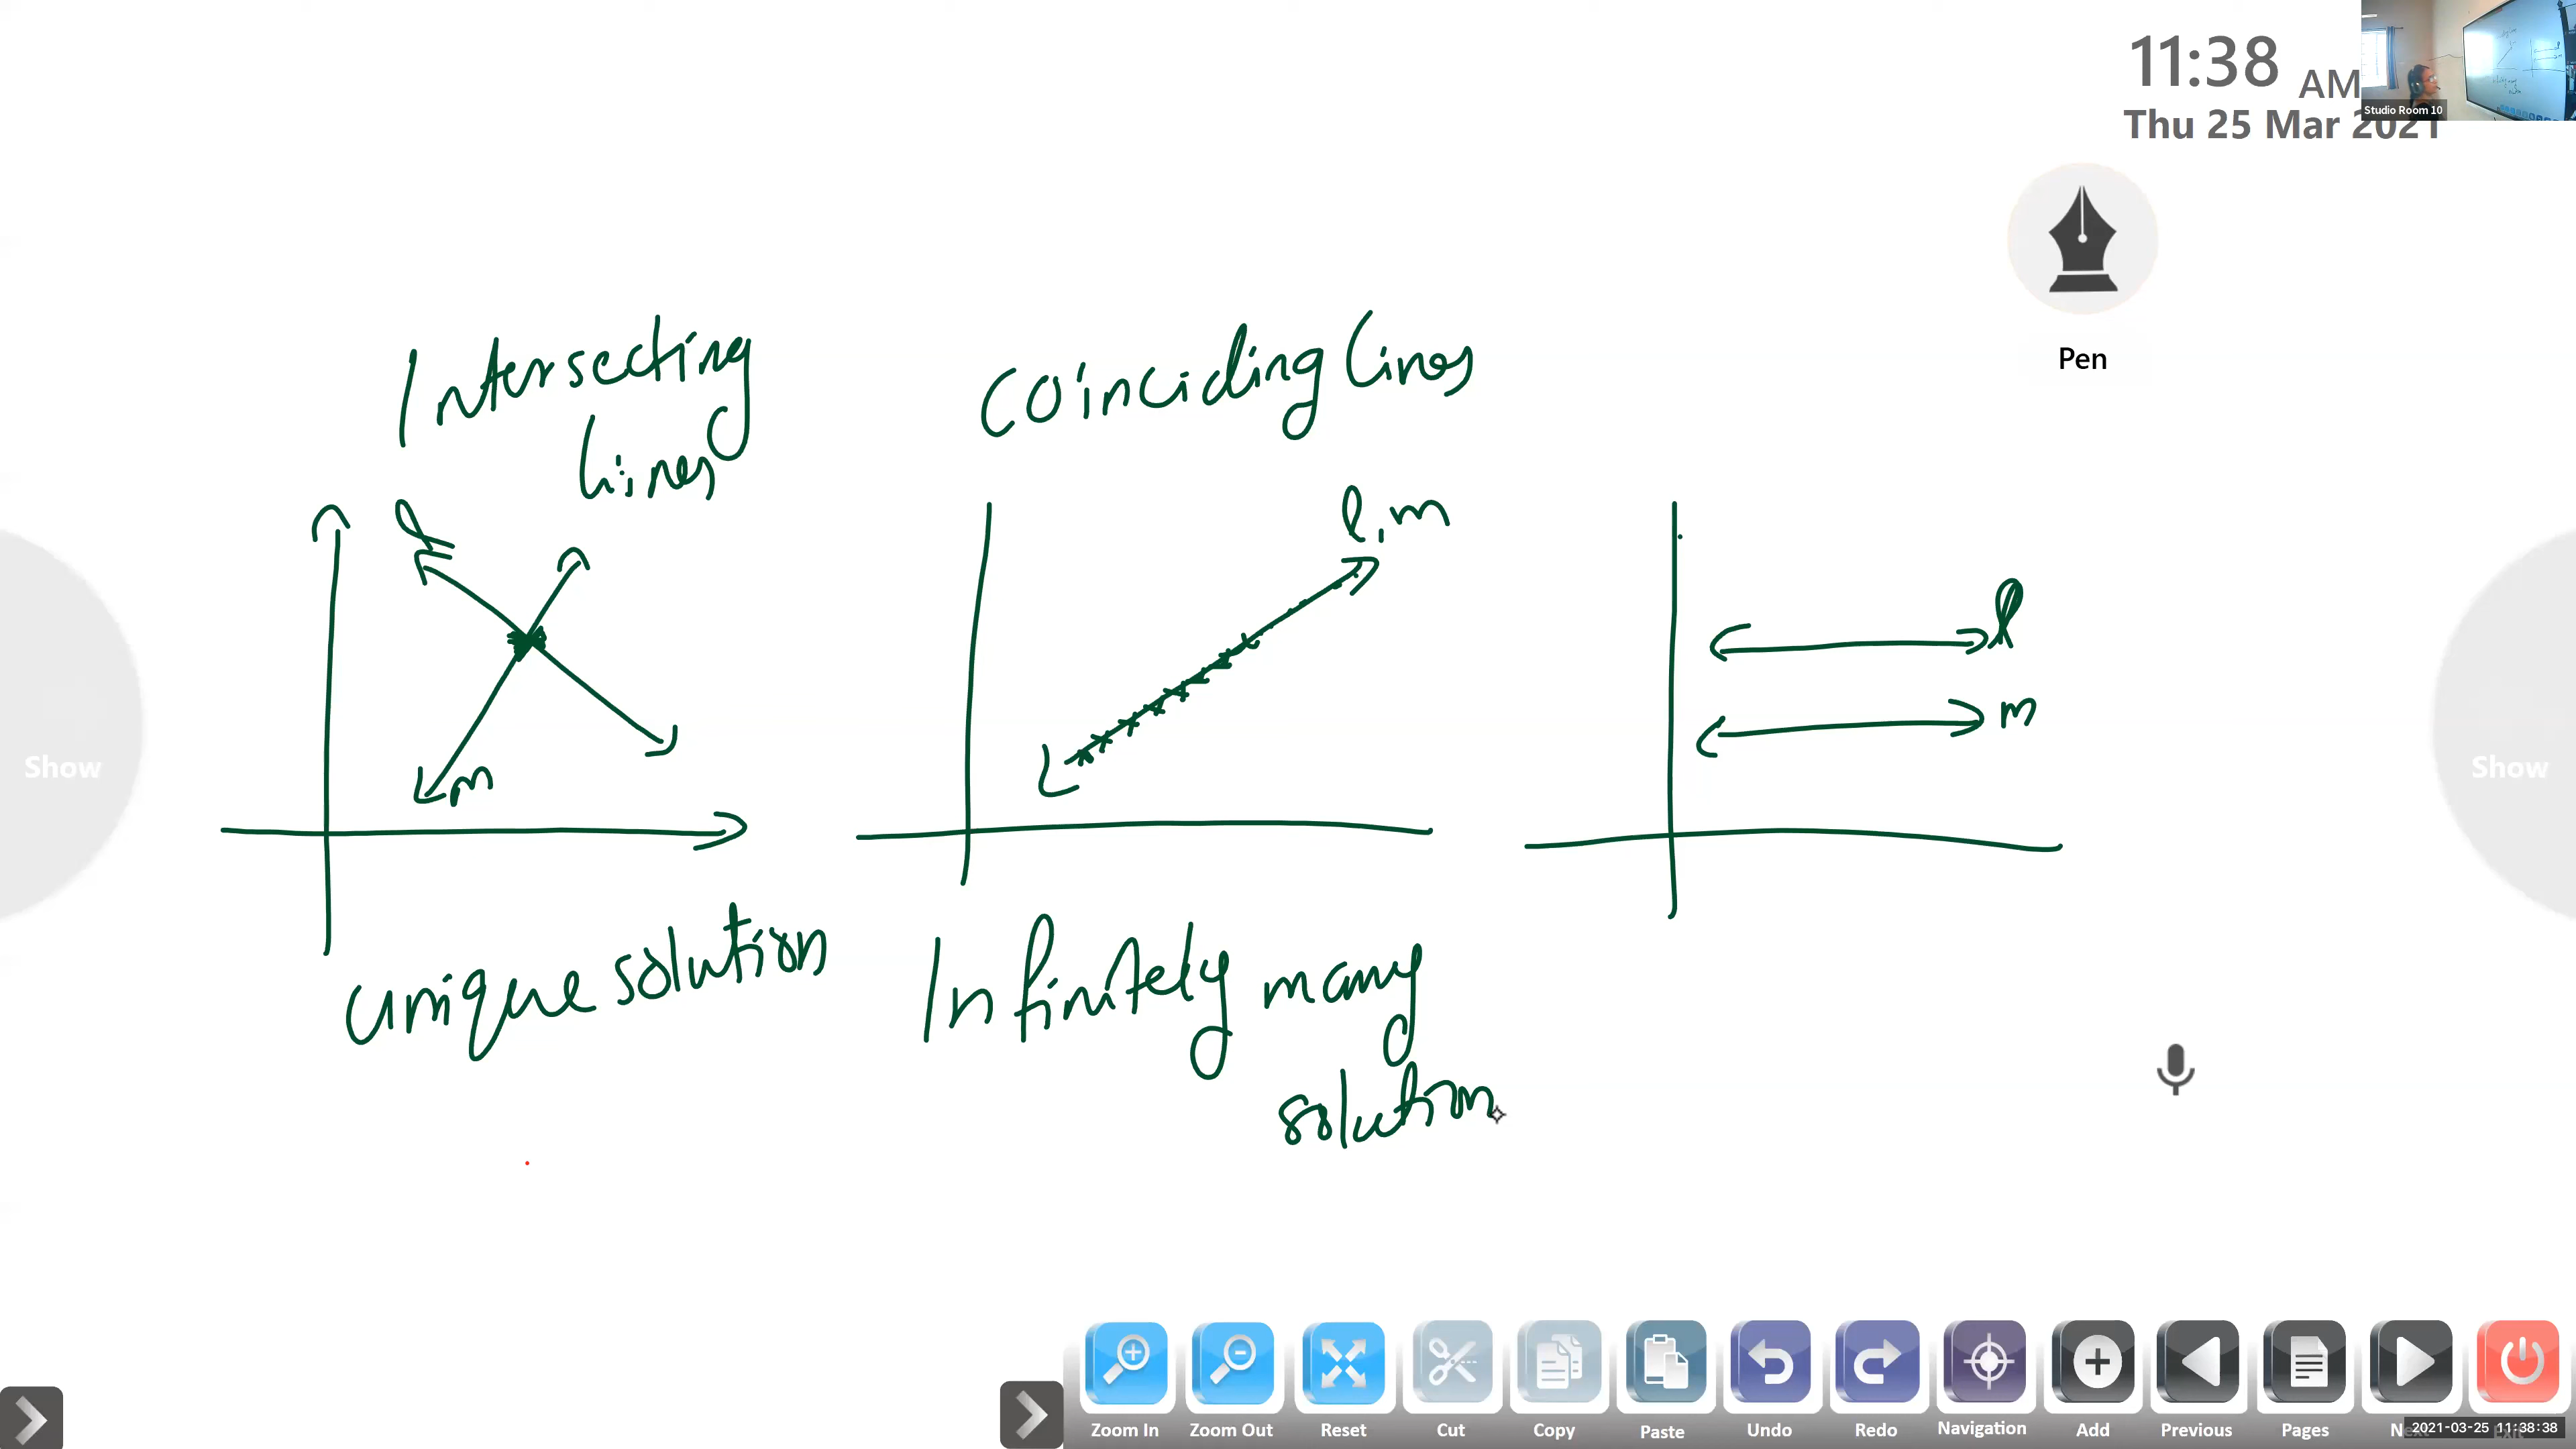 11:38 AM
Studio Room 10
Thu 25 Mar 2021
Pen
Intersecting
Lines
Coinciding lines
l
m
l, m
l
m
Show
Show
unique solution
Infinitely many
solution
Zoom In
Zoom Out
Reset
Cut
Copy
Paste
Undo
Redo
Navigation
Add
Previous
Pages
2021-03-25 11:38:38